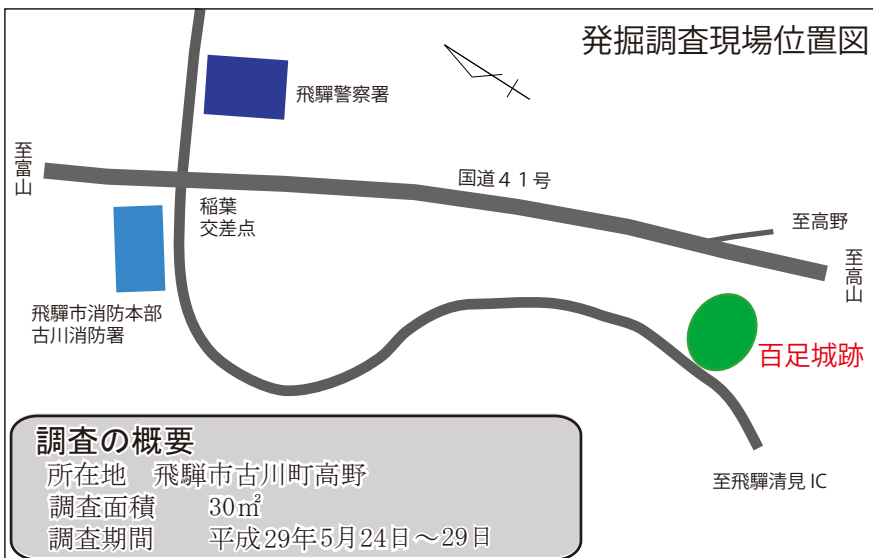 発掘調査現場位置図
飛騨警察署
至富山
国道41号
稲葉
交差点
至高野
至高山
飛騨市消防本部
古川消防署
百足城跡
至飛騨清見IC
調査の概要
所在地 飛騨市古川町高野
調査面積 30㎡
調査期間 平成29年5月24日～29日